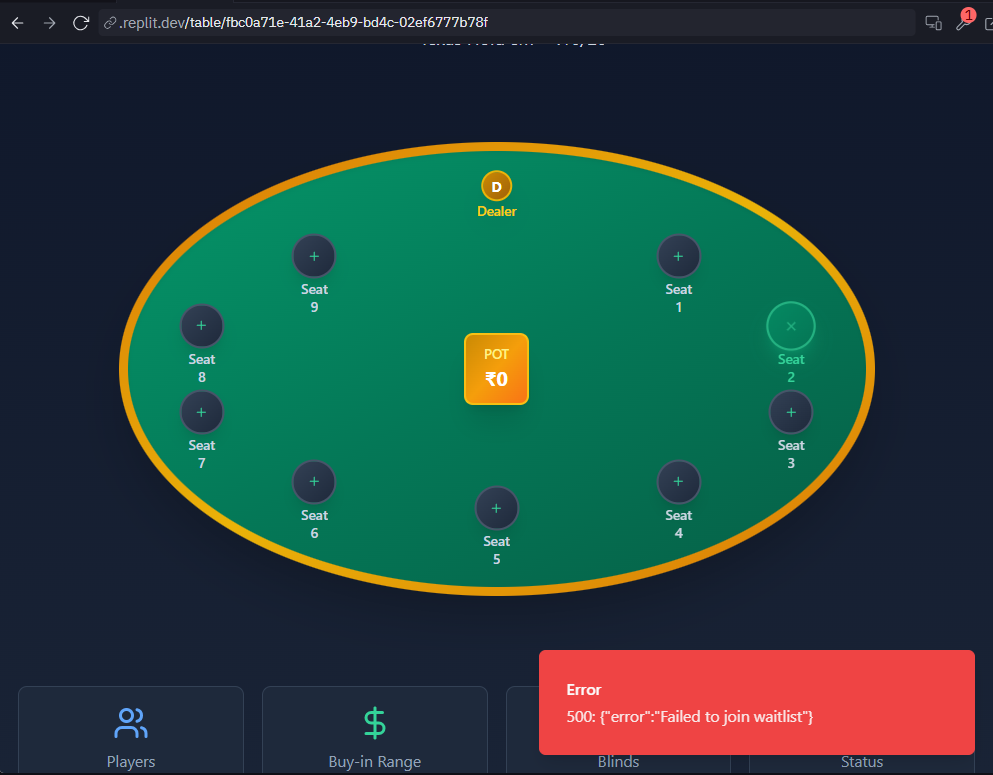 .replit.dev/table/fbc0a71e-41a2-4eb9-bd4c-02ef6777b78f
1
D
Dealer
+
Seat
9
+
Seat
1
+
Seat
8
×
Seat
2
POT
₹0
+
Seat
7
+
Seat
3
+
Seat
6
+
Seat
4
+
Seat
5
Error
500: {"error":"Failed to join waitlist"}
Players
Buy-in Range
Blinds
Status